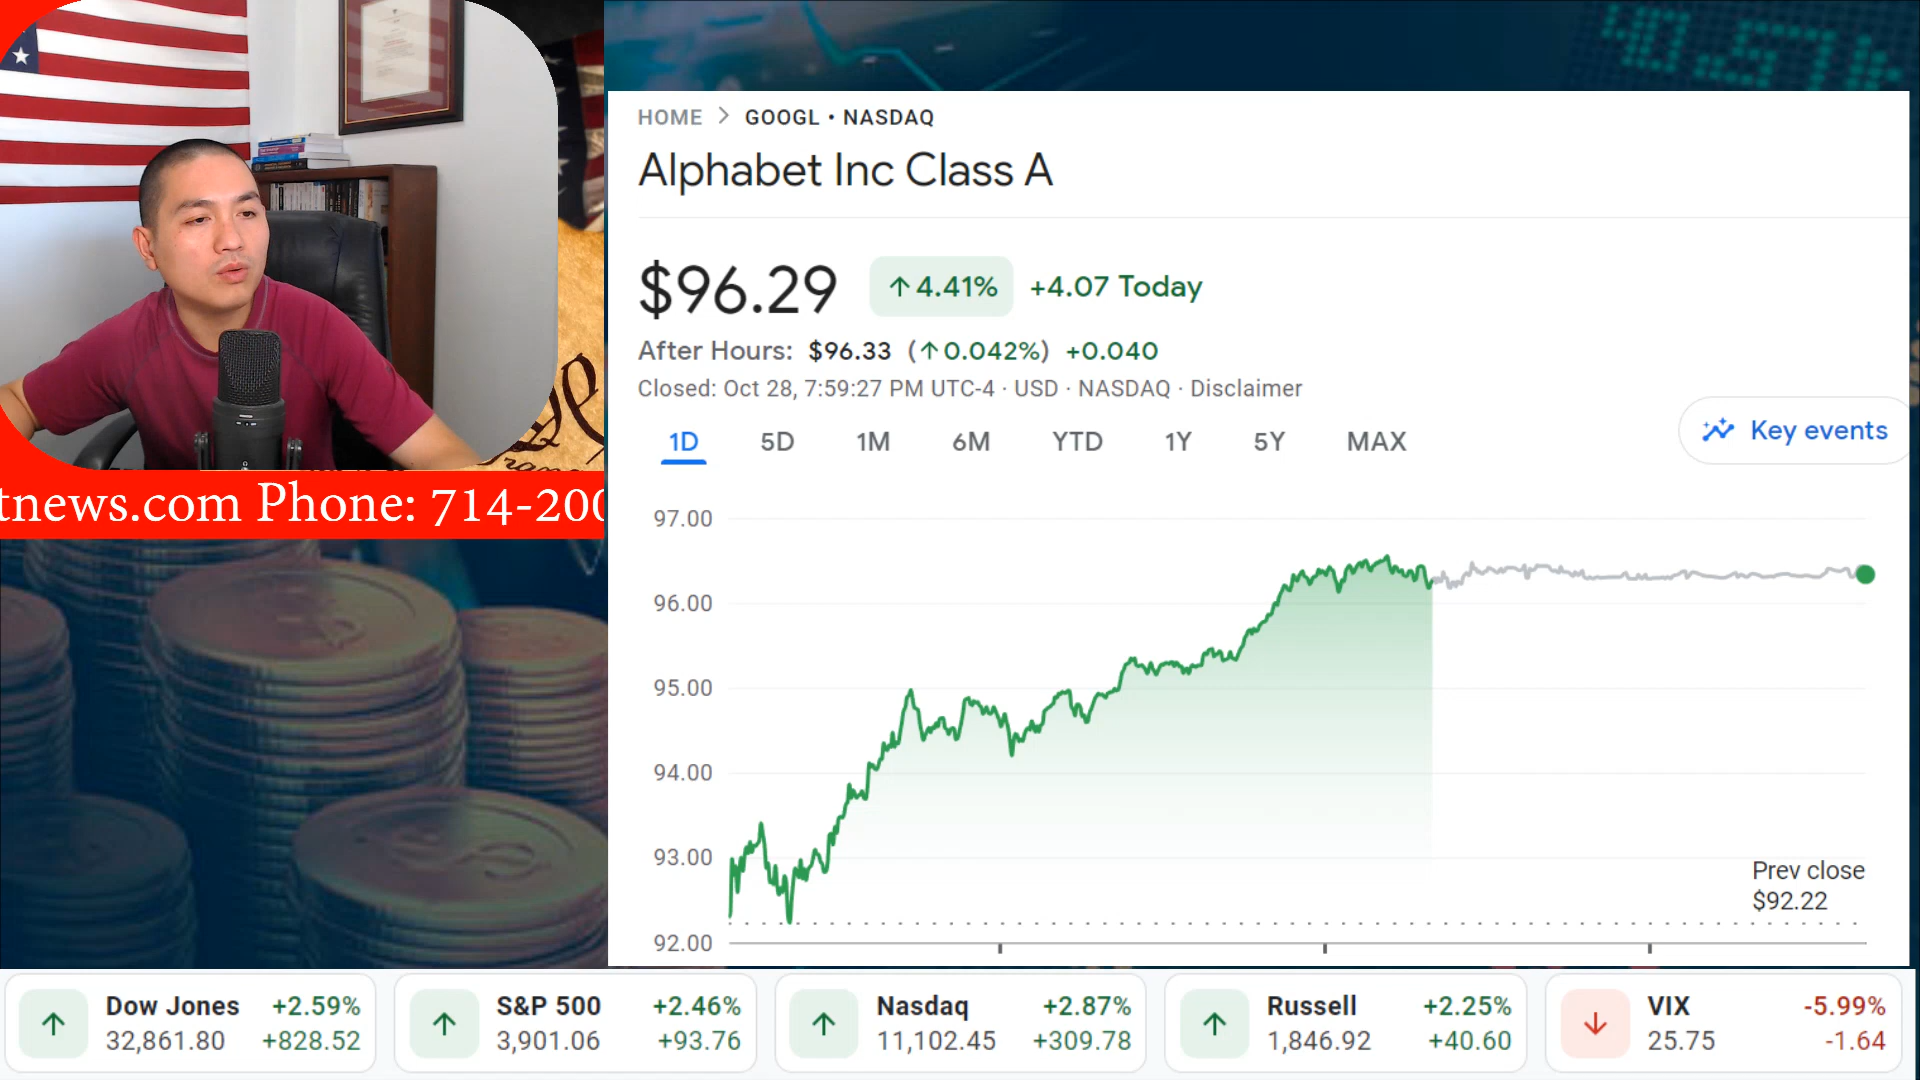 HOME > GOOGL • NASDAQ
Alphabet Inc Class A
$96.29 ↑ 4.41% +4.07 Today
After Hours: $96.33 (↑ 0.042%) +0.040
Closed: Oct 28, 7:59:27 PM UTC-4 · USD · NASDAQ · Disclaimer
1D 5D 1M 6M YTD 1Y 5Y MAX
Key events
97.00
96.00
95.00
94.00
93.00
92.00
Prev close
$92.22
tnews.com Phone: 714-200
Dow Jones +2.59%
32,861.80 +828.52
S&P 500 +2.46%
3,901.06 +93.76
Nasdaq +2.87%
11,102.45 +309.78
Russell +2.25%
1,846.92 +40.60
VIX -5.99%
25.75 -1.64